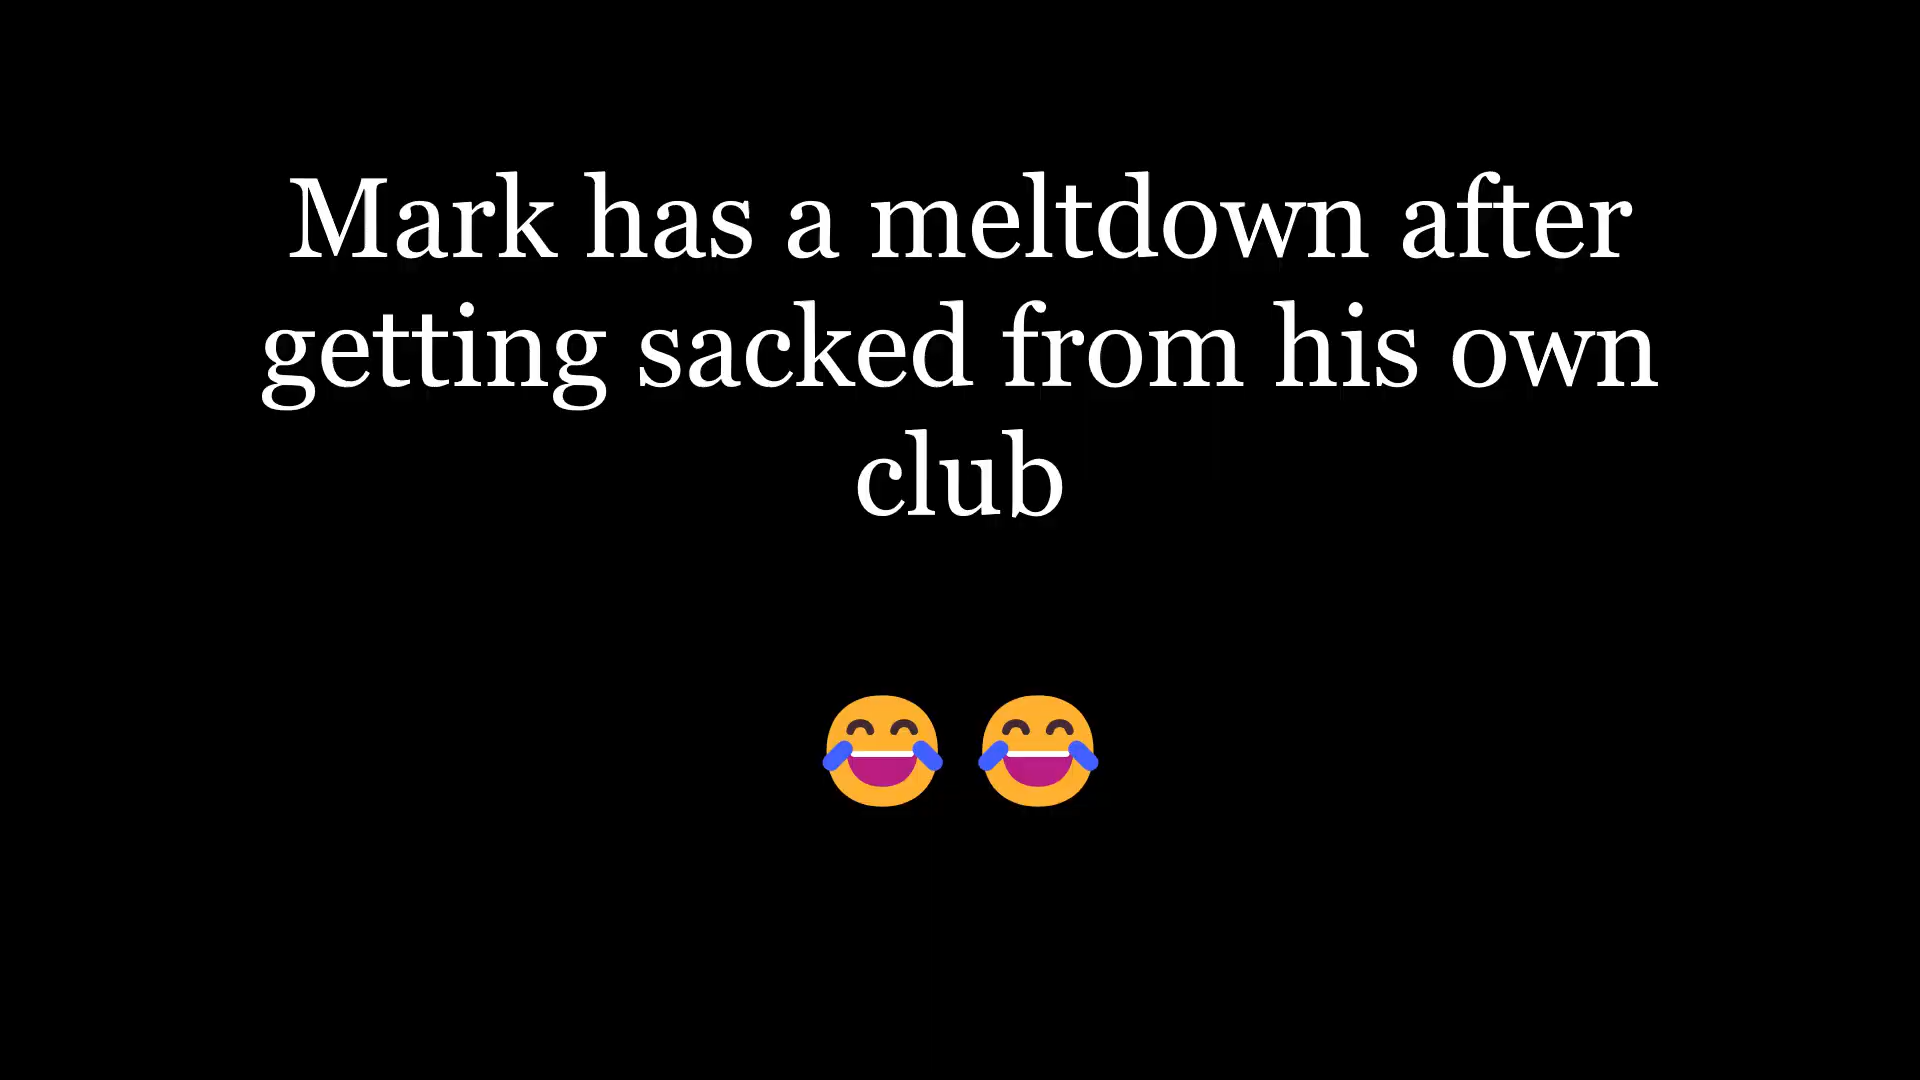 Mark has a meltdown after
getting sacked from his own
club
😂 😂